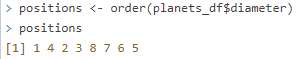 > positions <- order(planets_df$diameter)
> positions
[1] 1 4 2 3 8 7 6 5